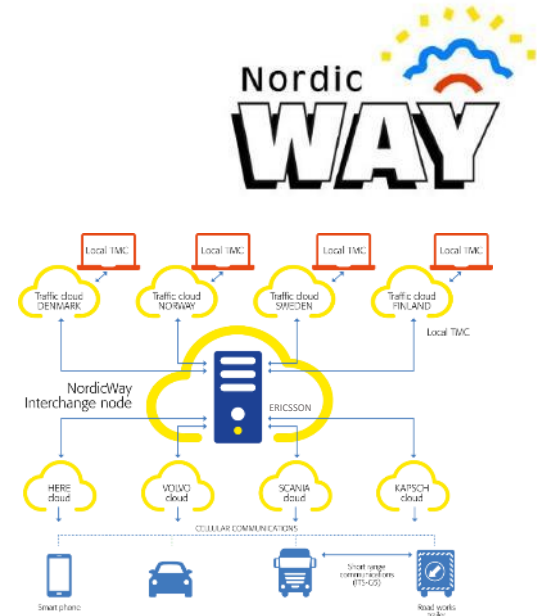 Nordic
WAY
Local TMC
Local TMC
Local TMC
Local TMC
Traffic cloud
DENMARK
Traffic cloud
NORWAY
Traffic cloud
SWEDEN
Traffic cloud
FINLAND
Local TMC
NordicWay
Interchange node
ERICSSON
HERE
cloud
VOLVO
cloud
SCANIA
cloud
KAPSCH
cloud
CELLULAR COMMUNICATIONS
Short range
communications
(ITS-G5)
Smart phone
Road works
trailer